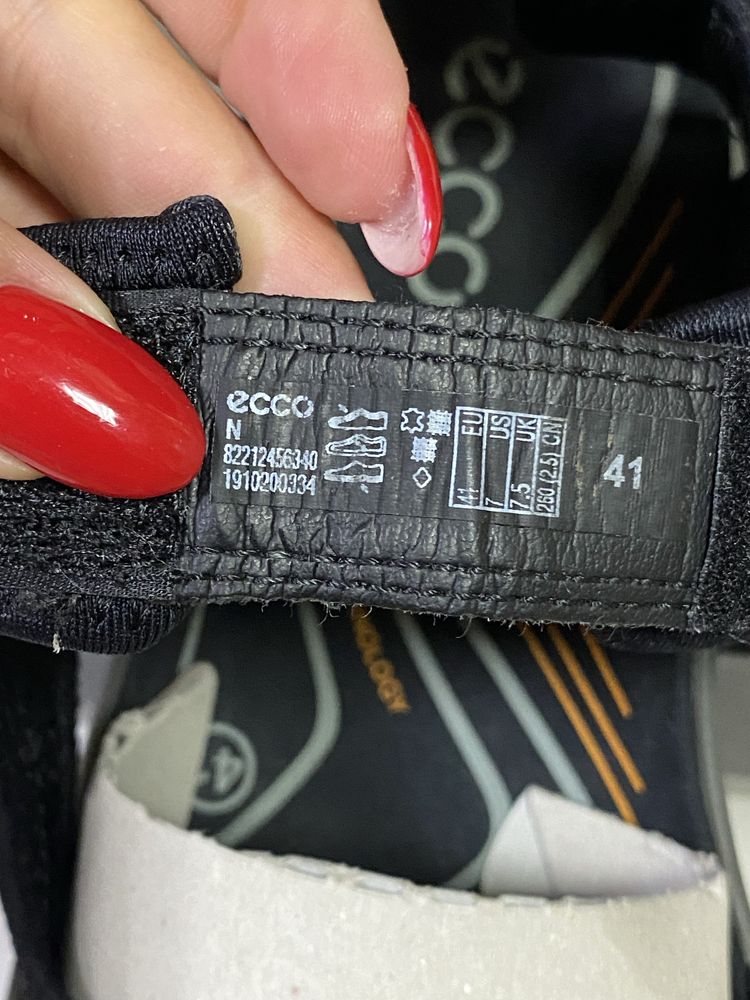 ecco
ecco
N
82212456340
1910200334
41 EU
7 US
7.5 UK
260 (2.5) CN
41